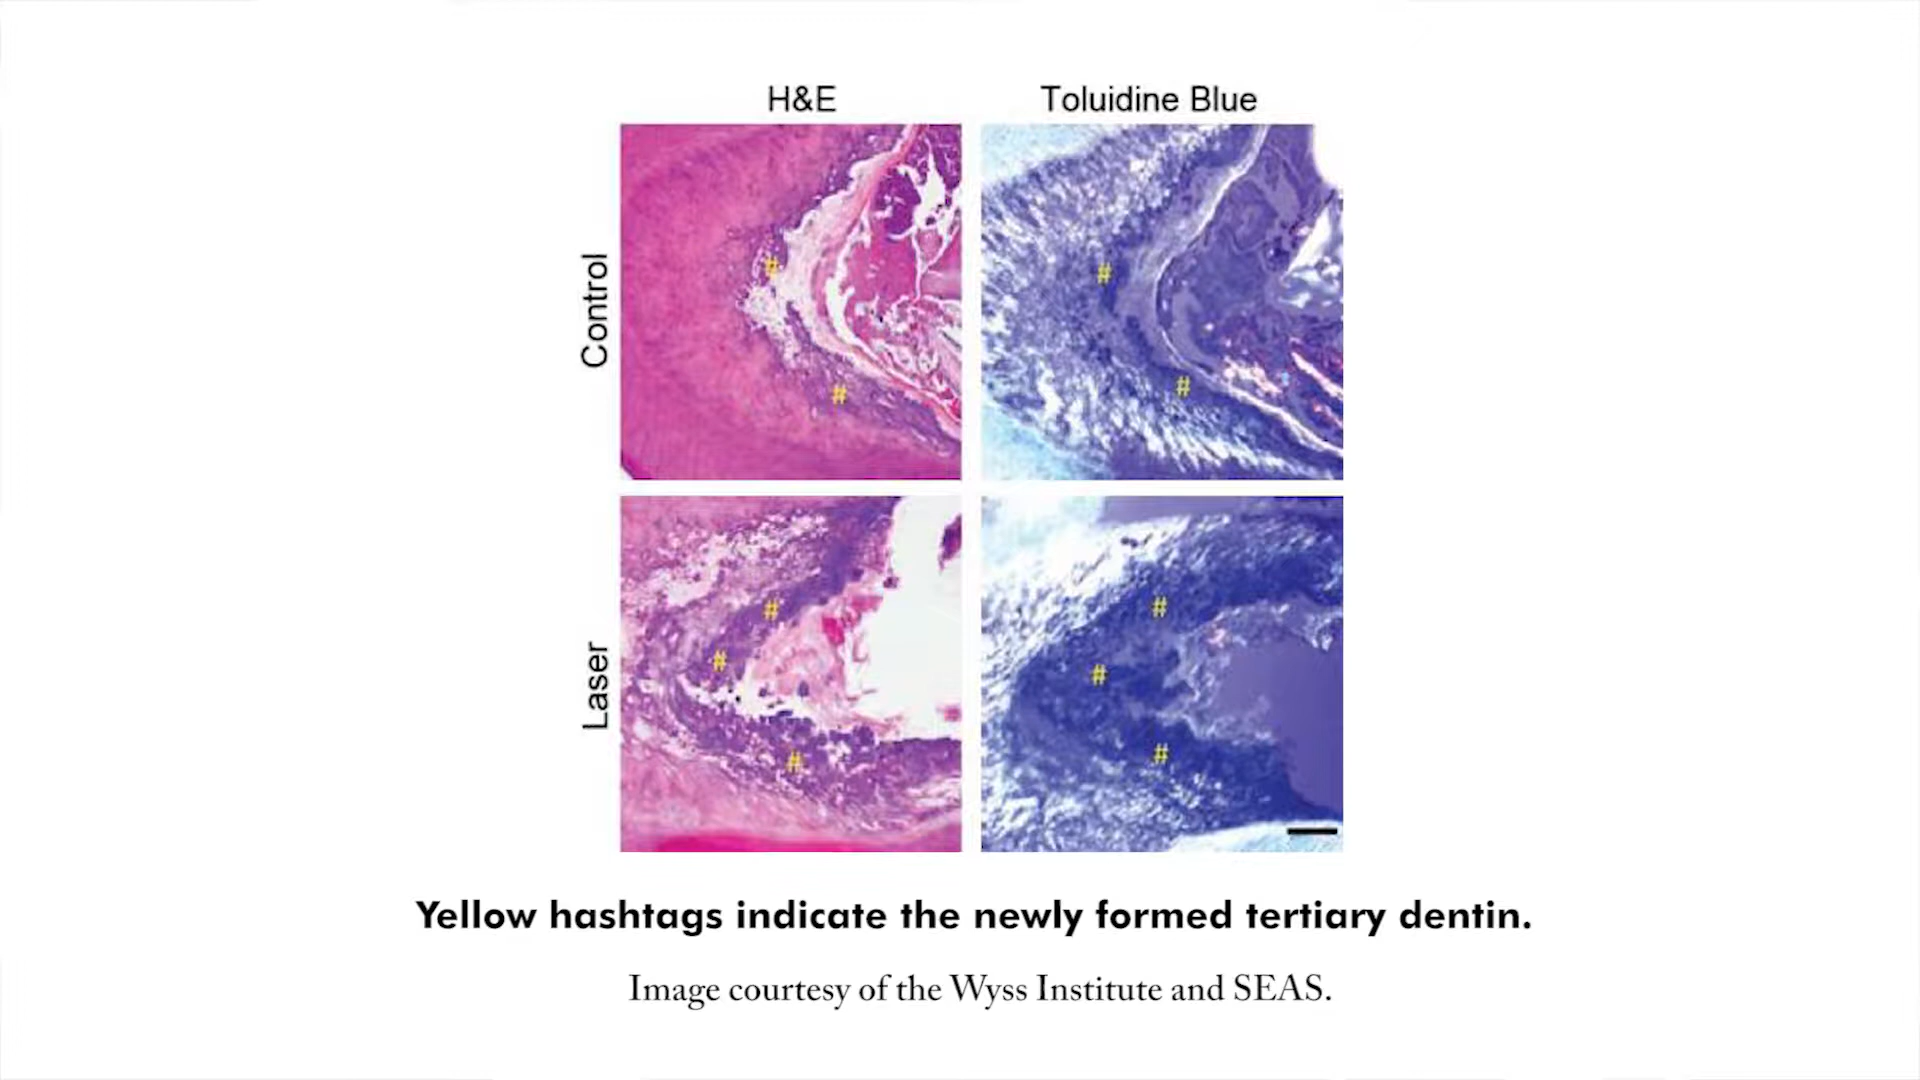 H&E
Toluidine Blue
Control
#
#
#
#
Laser
#
#
#
#
#
#
Yellow hashtags indicate the newly formed tertiary dentin.
Image courtesy of the Wyss Institute and SEAS.